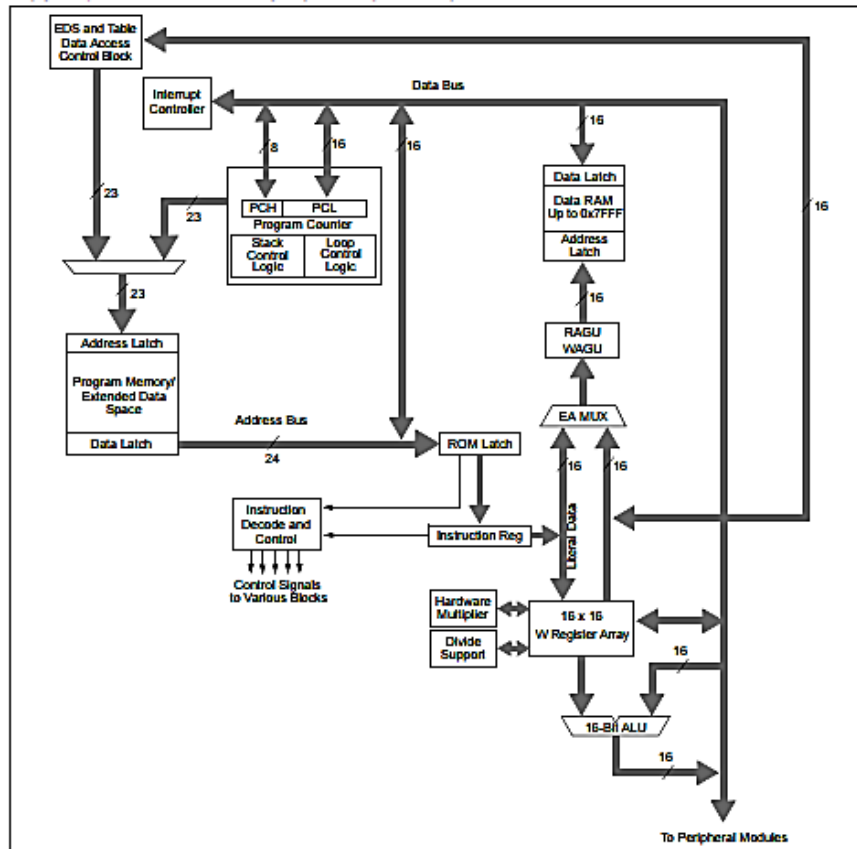 EDS and Table
Data Access
Control Block
Data Bus
Interrupt
Controller
8
16
16
16
Data Latch
Data RAM
Up to 0x7FFF
Address
Latch
23
23
PCH
PCL
Program Counter
Stack
Control
Logic
Loop
Control
Logic
16
23
16
RAGU
WAGU
Address Latch
Program Memory/
Extended Data
Space
Data Latch
EA MUX
Address Bus
24
ROM Latch
16
16
Instruction
Decode and
Control
Instruction Reg
Literal Data
Control Signals
to Various Blocks
Hardware
Multiplier
Divide
Support
16 x 16
W Register Array
16
16-Bit ALU
16
To Peripheral Modules